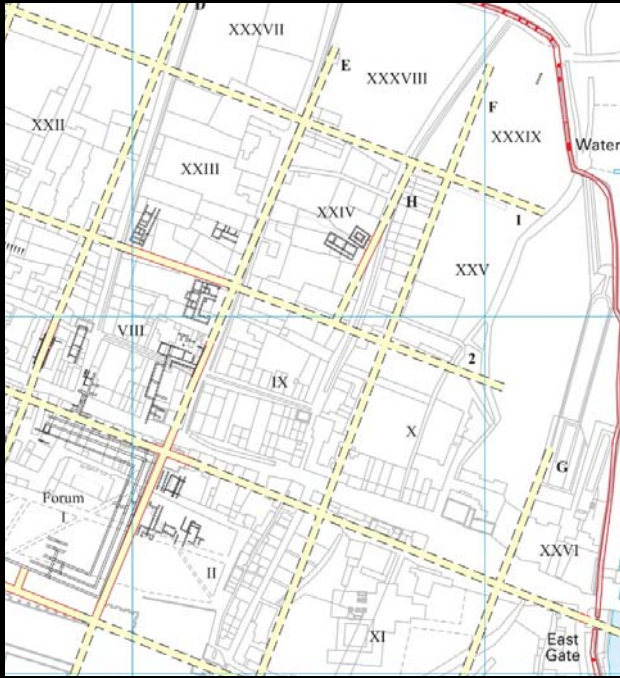 D
XXXVII
E
XXXVIII
F
XXXIX
XXII
Water
XXIII
H
XXIV
1
XXV
VIII
2
IX
X
G
Forum
I
XXVI
II
XI
East
Gate